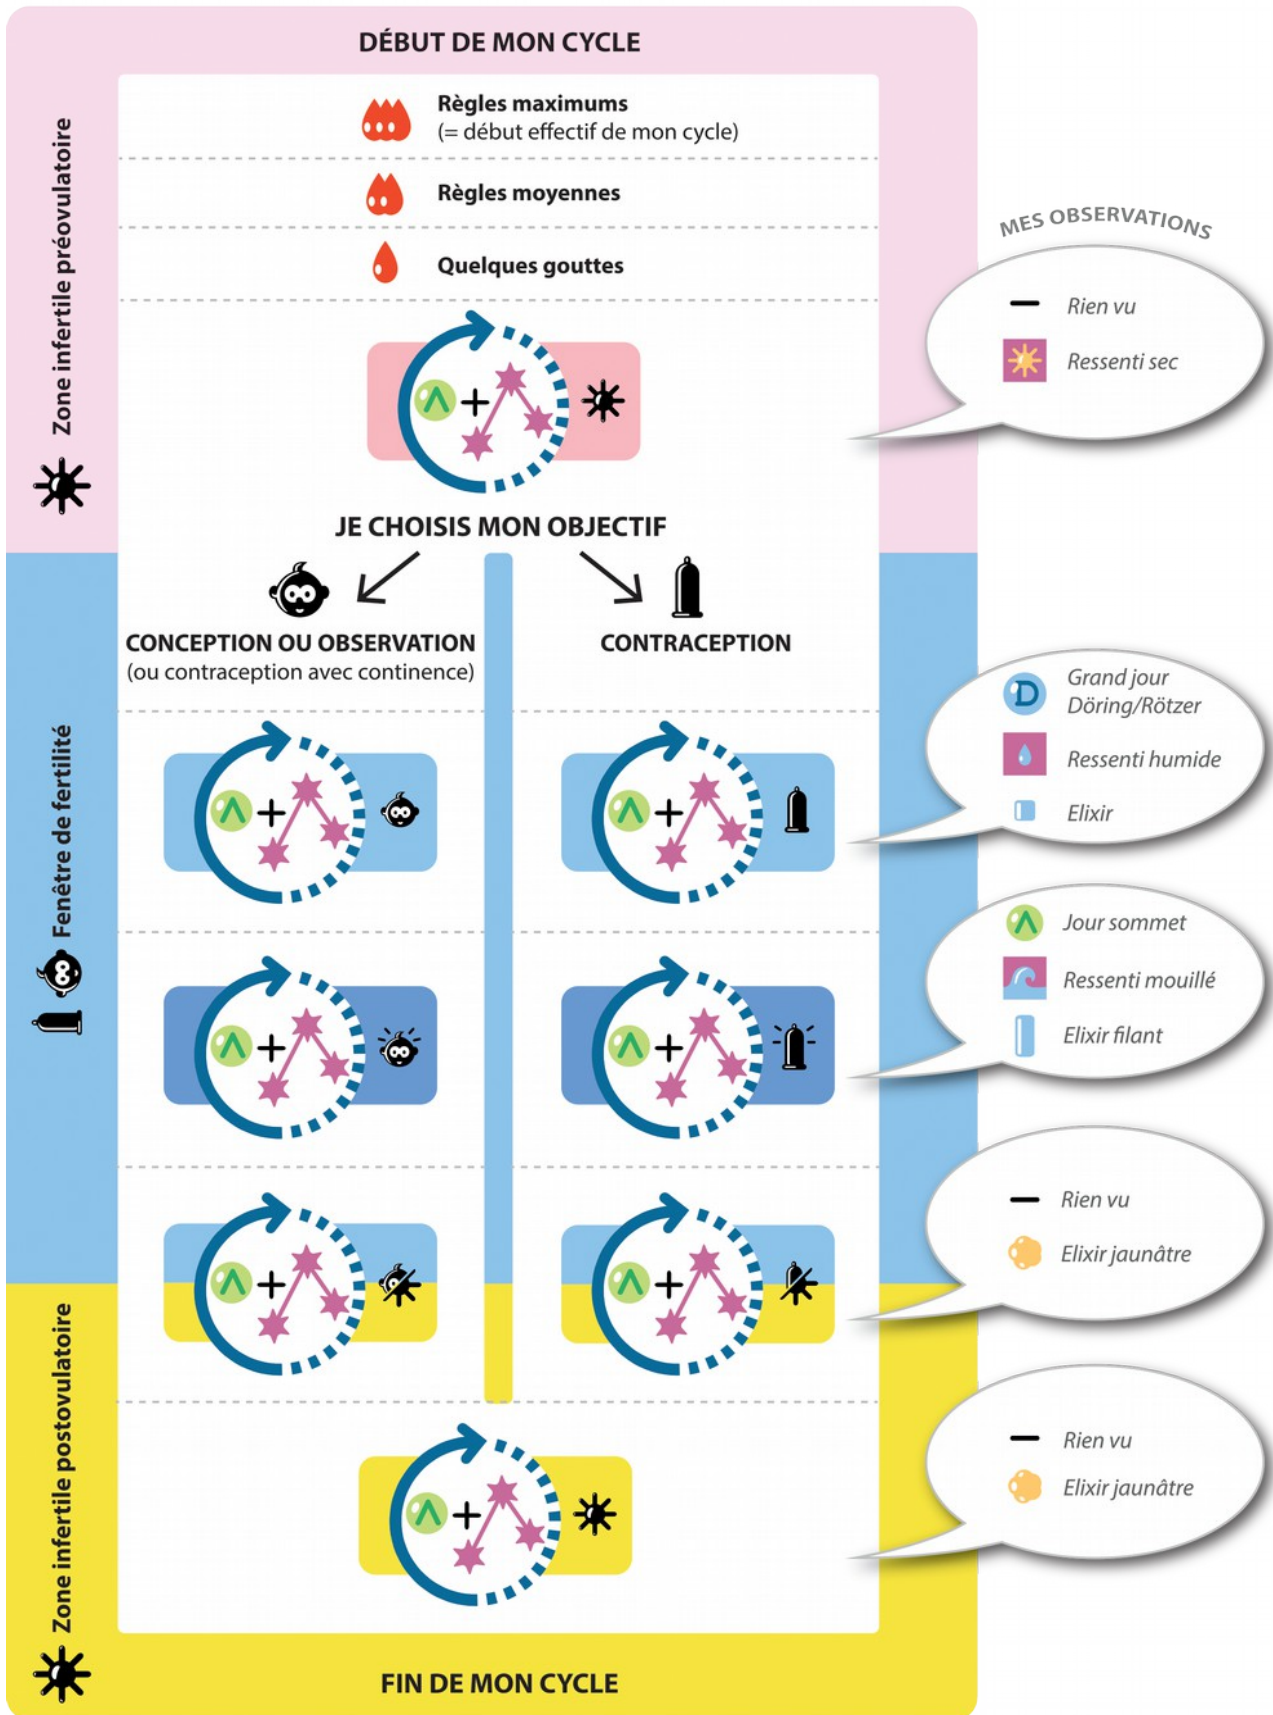 DÉBUT DE MON CYCLE
Règles maximums
(= début effectif de mon cycle)
Règles moyennes
Quelques gouttes
Zone infertile préovulatoire
MES OBSERVATIONS
Rien vu
Ressenti sec
JE CHOISIS MON OBJECTIF
CONCEPTION OU OBSERVATION
(ou contraception avec continence)
CONTRACEPTION
Fenêtre de fertilité
D
Grand jour
Döring/Rötzer
Ressenti humide
Elixir
Jour sommet
Ressenti mouillé
Elixir filant
Rien vu
Elixir jaunâtre
Zone infertile postovulatoire
Rien vu
Elixir jaunâtre
FIN DE MON CYCLE